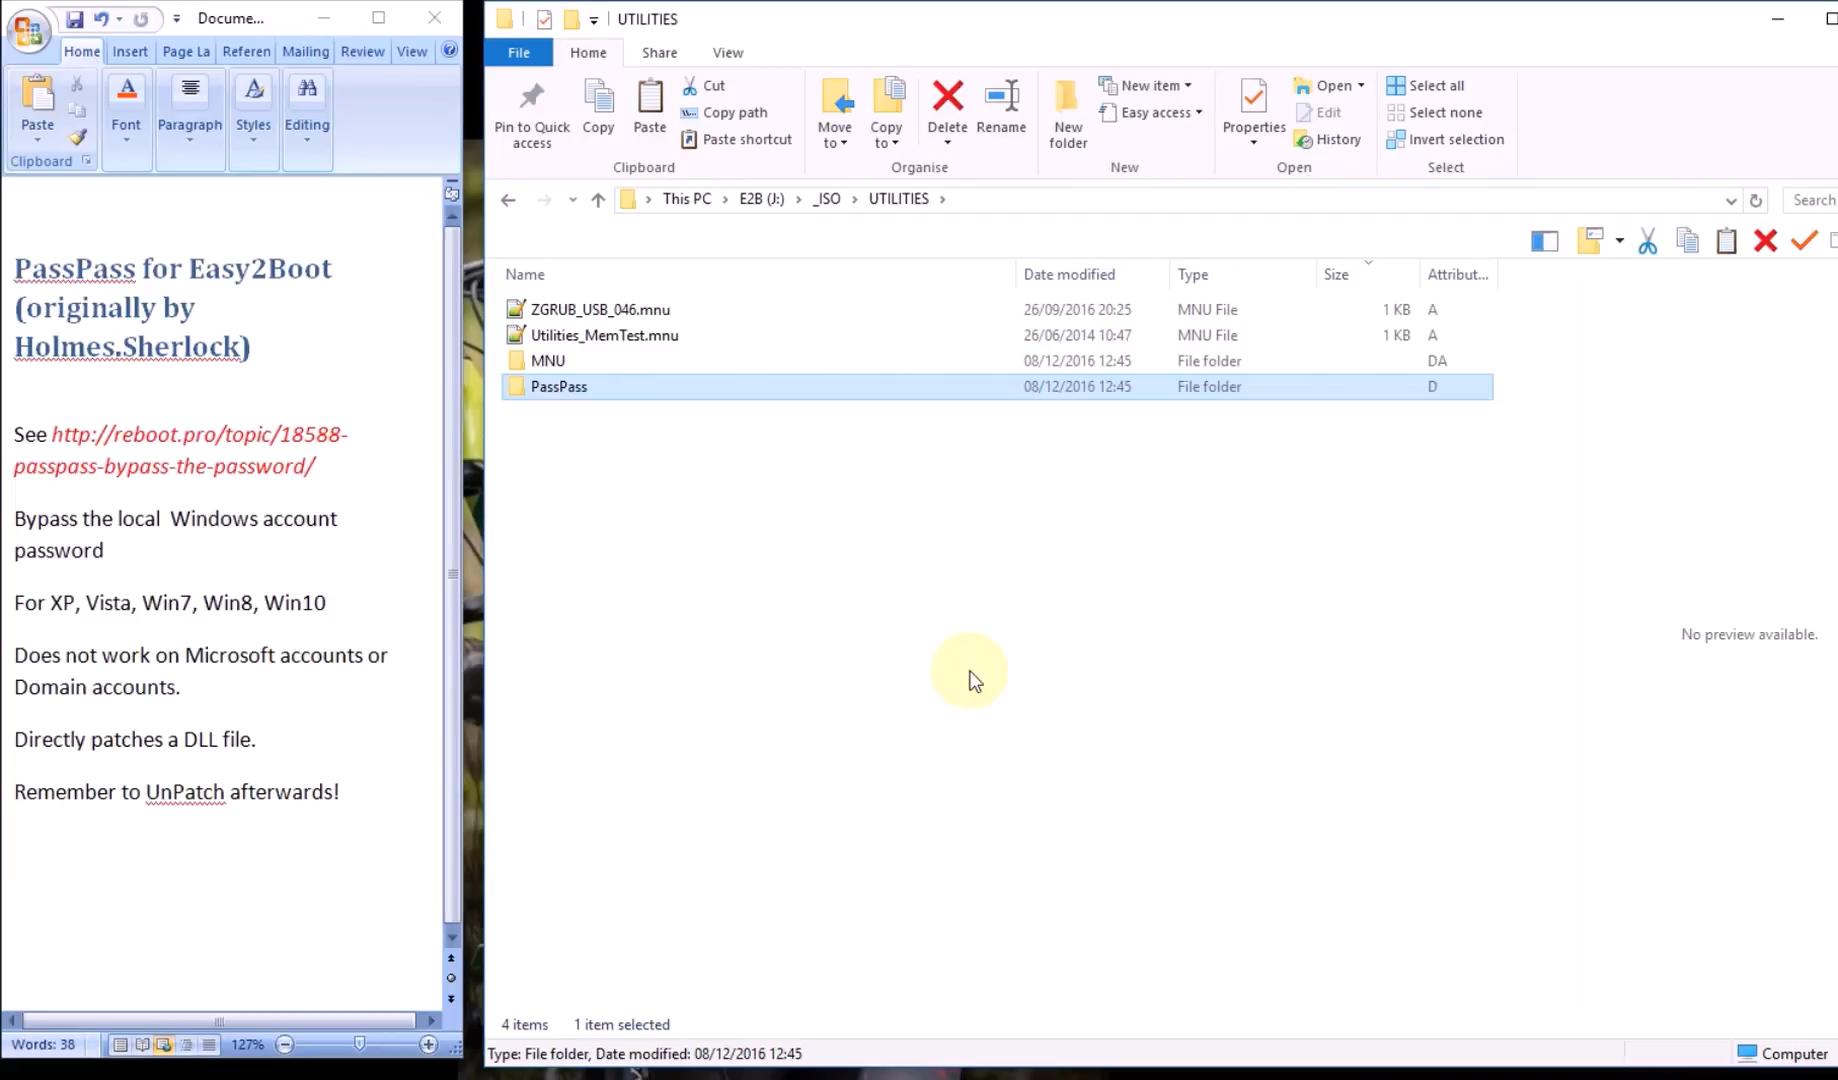 Docume...
Home Insert Page La Referen Mailing Review View
Paste Font Paragraph Styles Editing
Clipboard
PassPass for Easy2Boot
(originally by
Holmes.Sherlock)
See http://reboot.pro/topic/18588-
passpass-bypass-the-password/
Bypass the local Windows account
password
For XP, Vista, Win7, Win8, Win10
Does not work on Microsoft accounts or
Domain accounts.
Directly patches a DLL file.
Remember to UnPatch afterwards!
Words: 38 127%
UTILITIES
File Home Share View
Pin to Quick
access
Copy
Paste
Cut
Copy path
Paste shortcut
Clipboard
Move
to
Copy
to
Delete
Rename
Organise
New
folder
New item
Easy access
New
Properties
Open
Edit
History
Open
Select all
Select none
Invert selection
Select
This PC E2B (J:) _ISO UTILITIES
Search
Name Date modified Type Size Attribut...
ZGRUB_USB_046.mnu 26/09/2016 20:25 MNU File 1 KB A
Utilities_MemTest.mnu 26/06/2014 10:47 MNU File 1 KB A
MNU 08/12/2016 12:45 File folder DA
PassPass 08/12/2016 12:45 File folder D
No preview available.
4 items 1 item selected
Type: File folder, Date modified: 08/12/2016 12:45
Computer